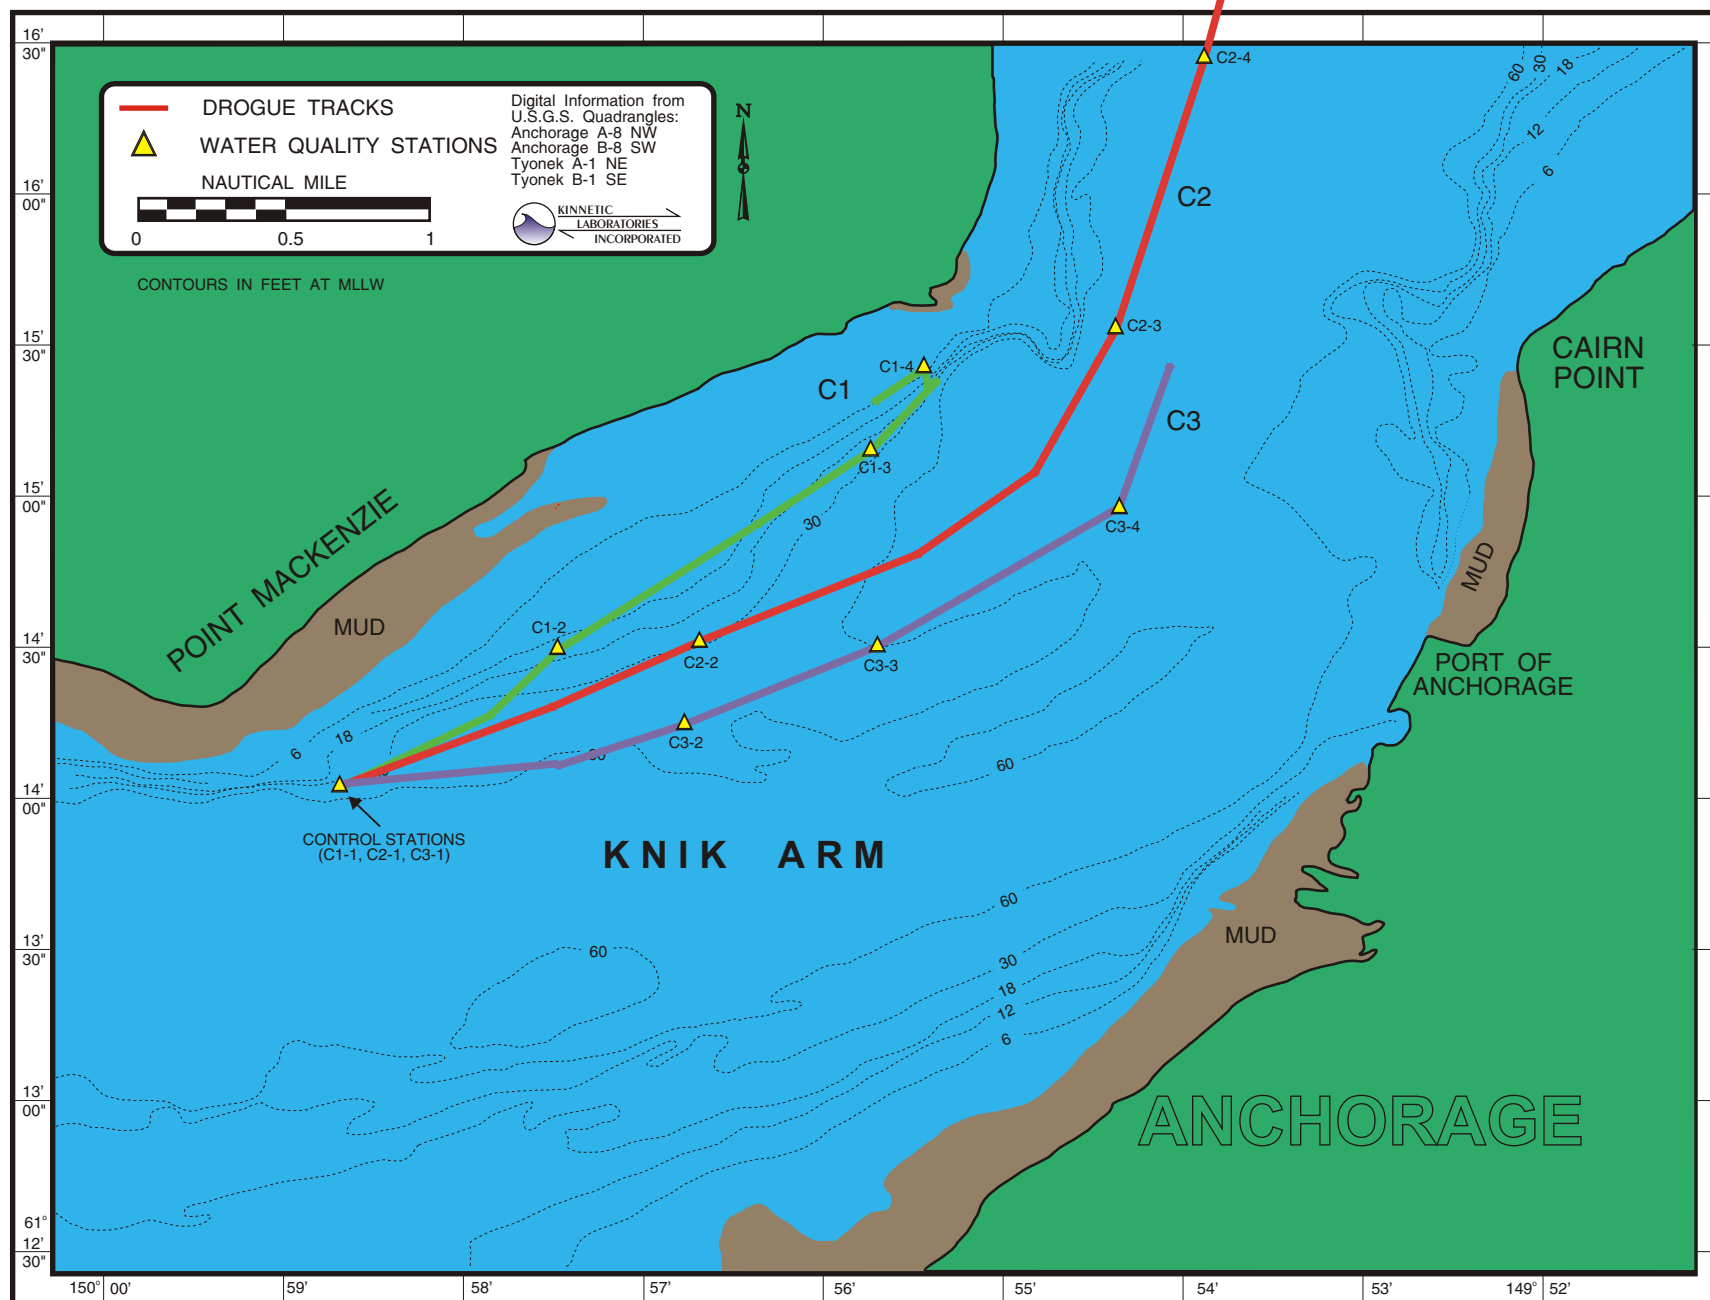 16'
30"
16'
00"
15'
30"
15'
00"
14'
30"
14'
00"
13'
30"
13'
00"
61°
12'
30"
DROGUE TRACKS
WATER QUALITY STATIONS
NAUTICAL MILE
0 0.5 1
Digital Information from
U.S.G.S. Quadrangles:
Anchorage A-8 NW
Anchorage B-8 SW
Tyonek A-1 NE
Tyonek B-1 SE
KINNETIC
LABORATORIES
INCORPORATED
CONTOURS IN FEET AT MLLW
N
C2-4
60 30 18
12
6
C2
C2-3
CAIRN
POINT
C1-4
C1
C3
C1-3
30
C3-4
POINT MACKENZIE
MUD
MUD
C1-2
C2-2
C3-3
PORT OF
ANCHORAGE
C3-2
6 18
60
CONTROL STATIONS
(C1-1, C2-1, C3-1)
KNIK ARM
60
MUD
60
30
18
12
6
ANCHORAGE
150° 00' 59' 58' 57' 56' 55' 54' 53' 149° 52'